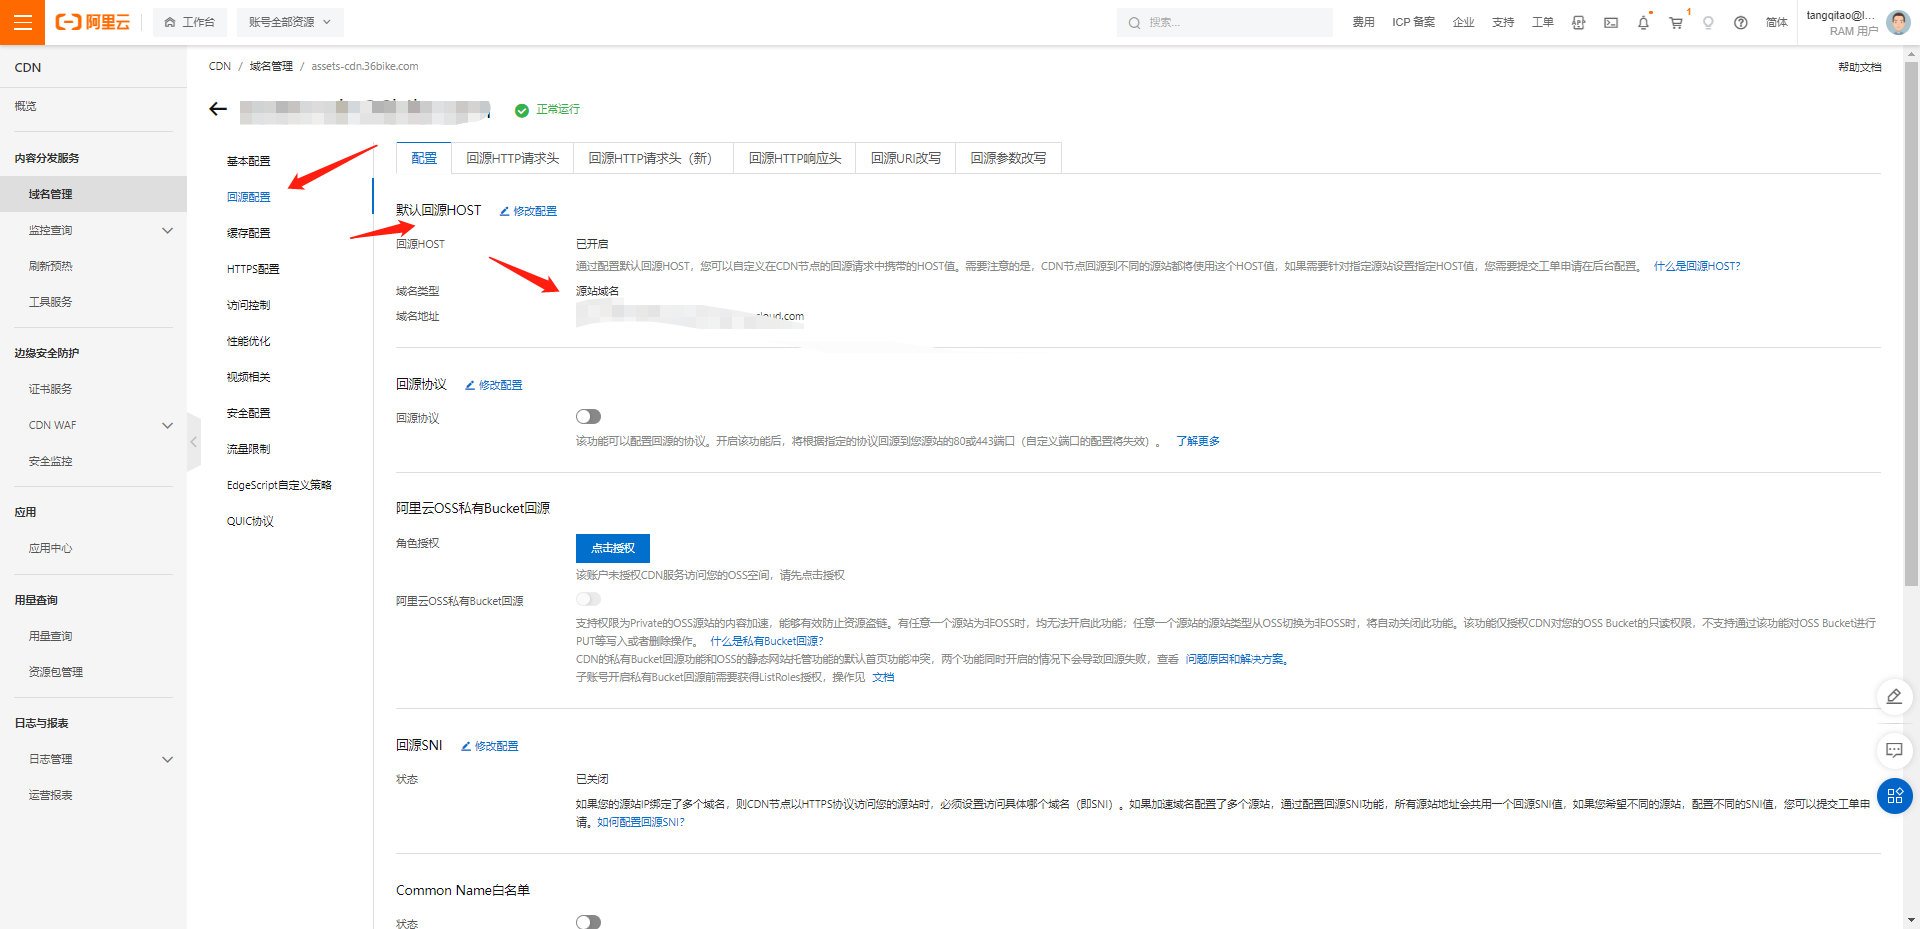 阿里云
工作台
账号全部资源
搜索...
费用
ICP 备案
企业
支持
工单
1
简体
tangqitao@l...
RAM 用户
CDN
概览
内容分发服务
域名管理
监控查询
刷新预热
工具服务
边缘安全防护
证书服务
CDN WAF
安全监控
应用
应用中心
用量查询
用量查询
资源包管理
日志与报表
日志管理
运营报表
CDN / 域名管理 / assets-cdn.36bike.com
帮助文档
正常运行
基本配置
回源配置
缓存配置
HTTPS配置
访问控制
性能优化
视频相关
安全配置
流量限制
EdgeScript自定义策略
QUIC协议
配置
回源HTTP请求头
回源HTTP请求头（新）
回源HTTP响应头
回源URI改写
回源参数改写
默认回源HOST 修改配置
回源HOST 已开启
通过配置默认回源HOST，您可以自定义在CDN节点的回源请求中携带的HOST值。需要注意的是，CDN节点回源到不同的源站都将使用这个HOST值，如果需要针对指定源站设置指定HOST值，您需要提交工单申请在后台配置。 什么是回源HOST?
域名类型 源站域名
域名地址 cloud.com
回源协议 修改配置
回源协议
该功能可以配置回源的协议。开启该功能后，将根据指定的协议回源到您源站的80或443端口（自定义端口的配置将失效）。 了解更多
阿里云OSS私有Bucket回源
角色授权 点击授权
该账户未授权CDN服务访问您的OSS空间，请先点击授权
阿里云OSS私有Bucket回源
支持权限为Private的OSS源站的内容加速，能够有效防止资源盗链。有任意一个源站为非OSS时，均无法开启此功能；任意一个源站的源站类型从OSS切换为非OSS时，将自动关闭此功能。该功能仅授权CDN对您的OSS Bucket的只读权限，不支持通过该功能对OSS Bucket进行
PUT等写入或者删除操作。 什么是私有Bucket回源?
CDN的私有Bucket回源功能和OSS的静态网站托管功能的默认首页功能冲突，两个功能同时开启的情况下会导致回源失败，查看 问题原因和解决方案。
子账号开启私有Bucket回源前需要获得ListRoles授权，操作见 文档
回源SNI 修改配置
状态 已关闭
如果您的源站IP绑定了多个域名，则CDN节点以HTTPS协议访问您的源站时，必须设置访问具体哪个域名（即SNI）。如果加速域名配置了多个源站，通过配置回源SNI功能，所有源站地址会共用一个回源SNI值，如果您希望不同的源站，配置不同的SNI值，您可以提交工单申
请。如何配置回源SNI?
Common Name白名单
状态